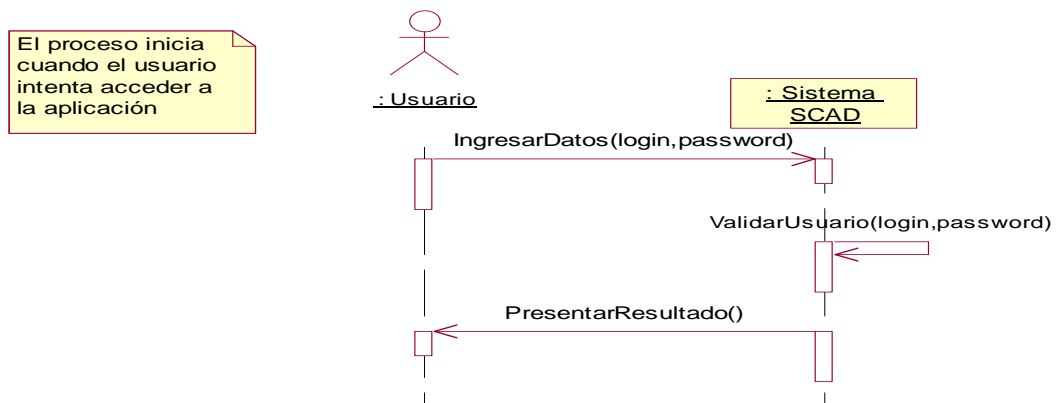 El proceso inicia
cuando el usuario
intenta acceder a
la aplicación
: Usuario
: Sistema
SCAD
IngresarDatos(login,password)
ValidarUsuario(login,password)
PresentarResultado()